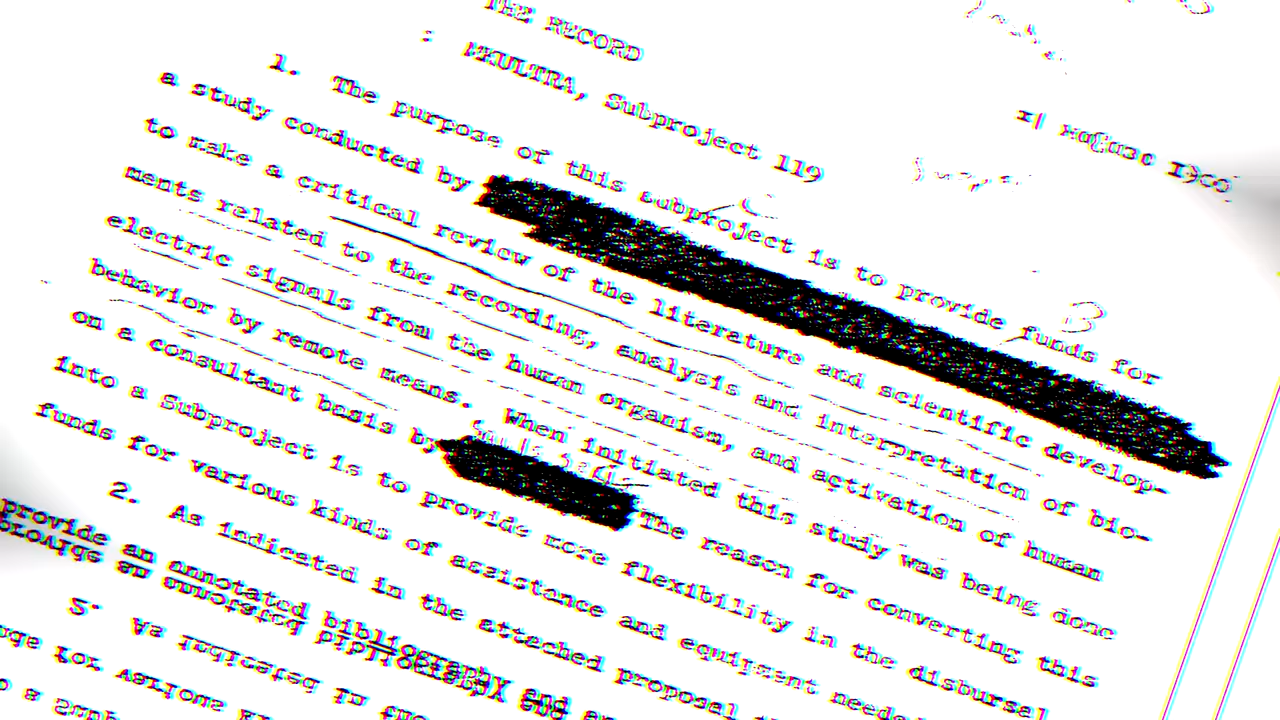 THE RECORD
: MKULTRA, Subproject 119
1. The purpose of this subproject is to provide funds for
a study conducted by
to make a critical review of the literature and scientific develop-
ments related to the recording, analysis and interpretation of bio-
electric signals from the human organism, and activation of human
behavior by remote means. When initiated this study was being done
on a consultant basis by The reason for converting this
into a Subproject is to provide more flexibility in the disbursal
funds for various kinds of assistance and equipment needed
2. As indicated in the attached proposal
provide an annotated bibliography and